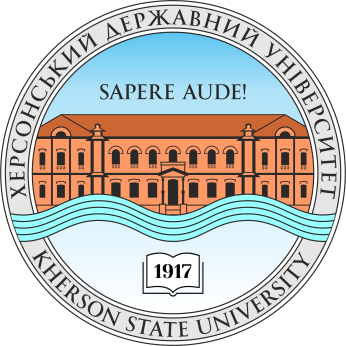 ХЕРСОНСЬКИЙ ДЕРЖАВНИЙ УНІВЕРСИТЕТ
SAPERE AUDE!
1917
KHERSON STATE UNIVERSITY